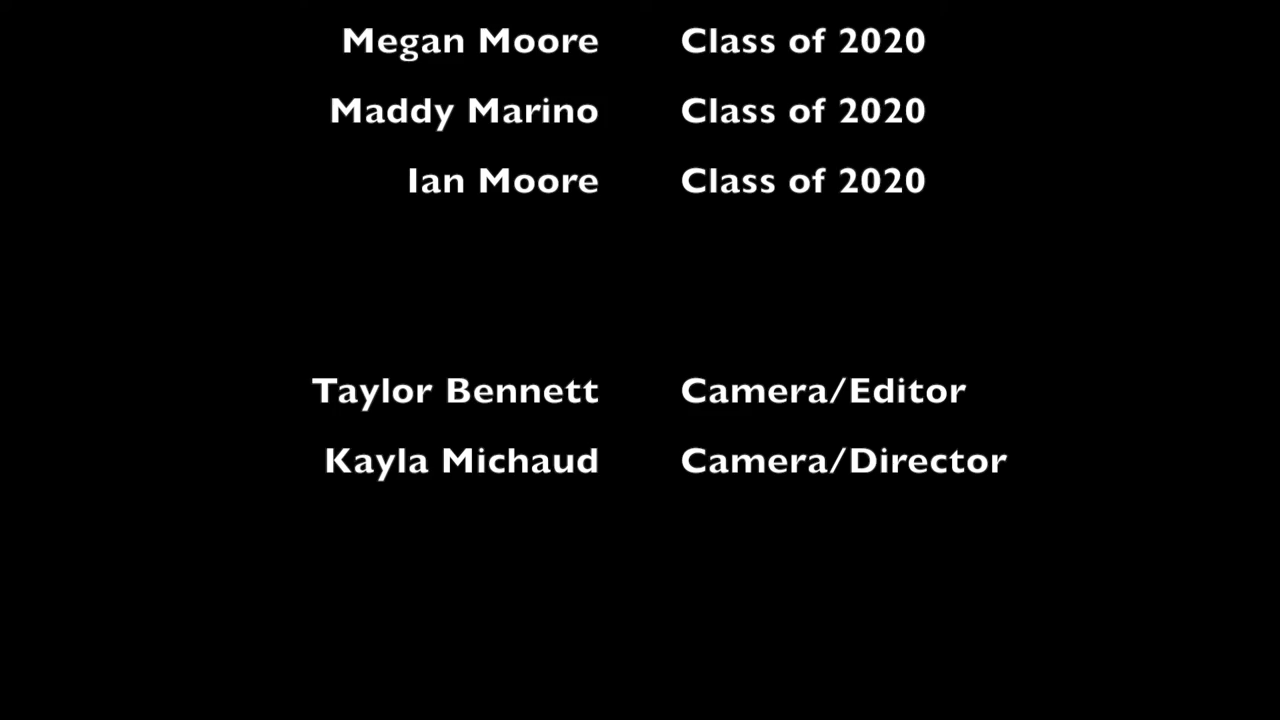 Megan Moore Class of 2020
Maddy Marino Class of 2020
Ian Moore Class of 2020
Taylor Bennett Camera/Editor
Kayla Michaud Camera/Director